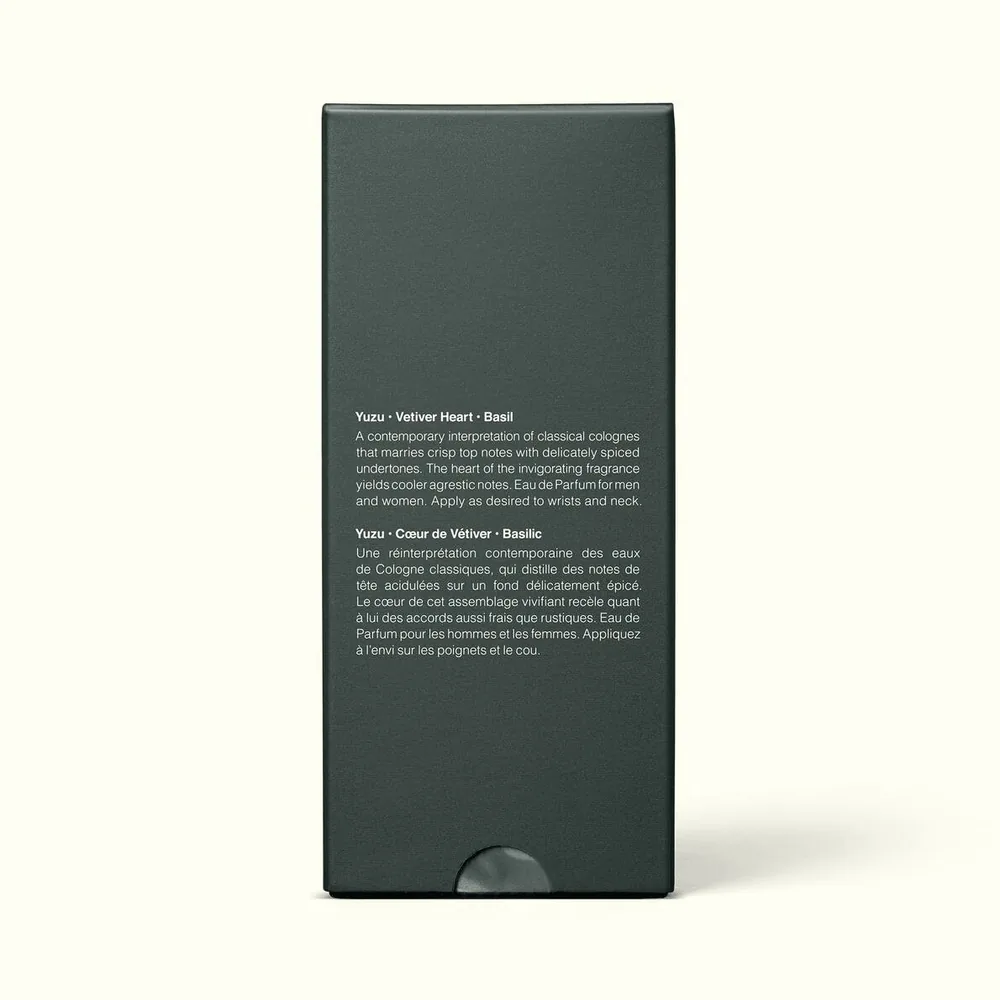 Yuzu • Vetiver Heart • Basil
A contemporary interpretation of classical colognes
that marries crisp top notes with delicately spiced
undertones. The heart of the invigorating fragrance
yields cooler agrestic notes. Eau de Parfum for men
and women. Apply as desired to wrists and neck.
Yuzu • Cœur de Vétiver • Basilic
Une réinterprétation contemporaine des eaux
de Cologne classiques, qui distille des notes de
tête acidulées sur un fond délicatement épicé.
Le cœur de cet assemblage vivifiant recèle quant
à lui des accords aussi frais que rustiques. Eau de
Parfum pour les hommes et les femmes. Appliquez
à l'envi sur les poignets et le cou.